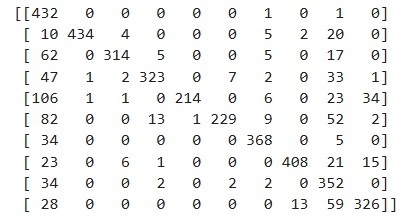 [[432 0 0 0 0 0 1 0 1 0]
[ 10 434 4 0 0 0 5 2 20 0]
[ 62 0 314 5 0 0 5 0 17 0]
[ 47 1 2 323 0 7 2 0 33 1]
[106 1 1 0 214 0 6 0 23 34]
[ 82 0 0 13 1 229 9 0 52 2]
[ 34 0 0 0 0 0 368 0 5 0]
[ 23 0 6 1 0 0 0 408 21 15]
[ 34 0 0 2 0 2 2 0 352 0]
[ 28 0 0 0 0 0 0 13 59 326]]